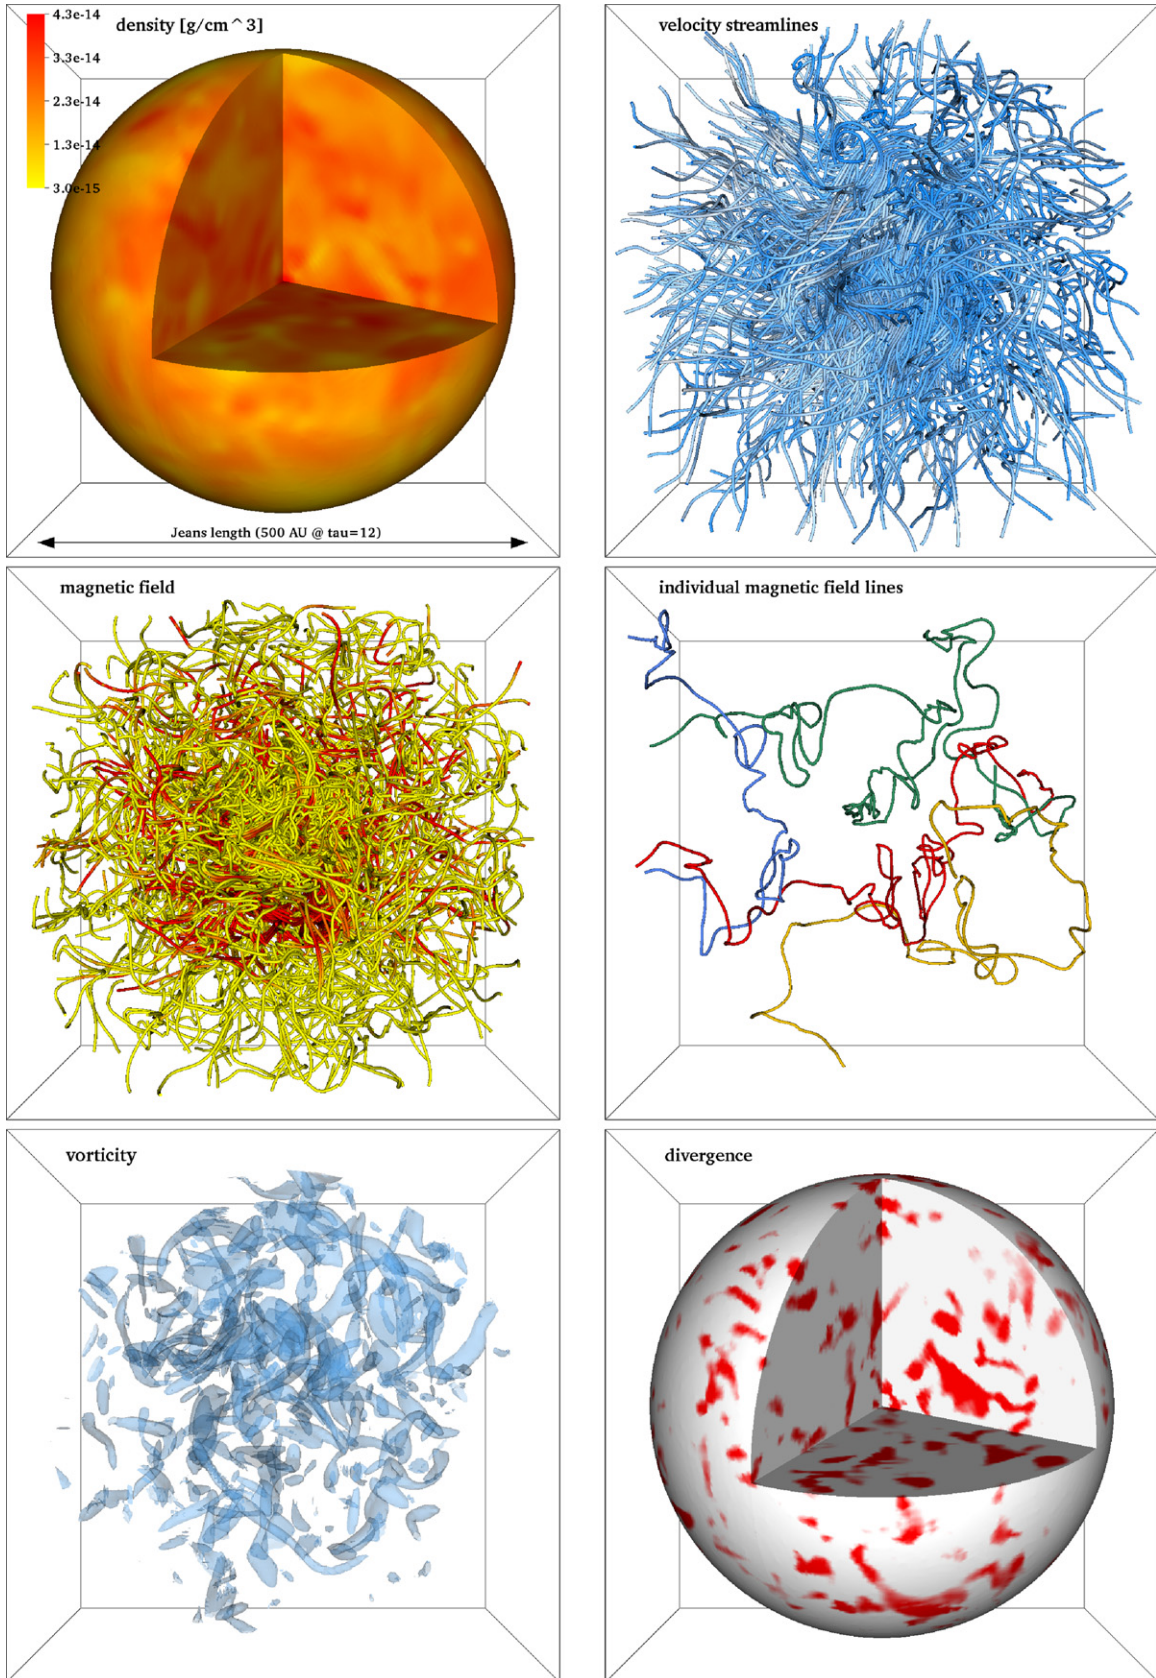 density [g/cm^3]
4.3e-14
3.3e-14
2.3e-14
1.3e-14
3.0e-15
Jeans length (500 AU @ tau=12)
velocity streamlines
magnetic field
individual magnetic field lines
vorticity
divergence